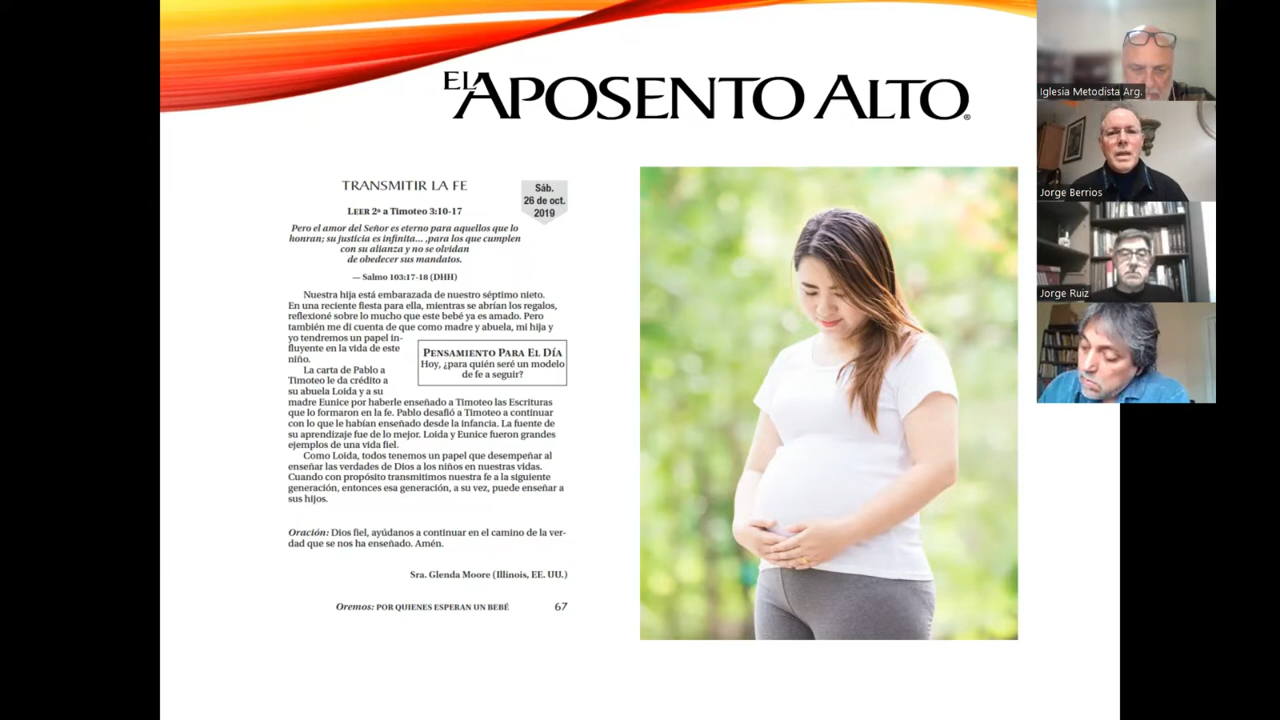 EL APOSENTO ALTO®
TRANSMITIR LA FE
Sáb.
26 de oct.
2019
LEER 2ª a TIMOTEO 3:10-17
Pero el amor del Señor es eterno para aquellos que lo
honran; su justicia es infinita... ,para los que cumplen
con su alianza y no se olvidan
de obedecer sus mandatos.
— Salmo 103:17-18 (DHH)
Nuestra hija está embarazada de nuestro séptimo nieto.
En una reciente fiesta para ella, mientras se abrían los regalos,
reflexioné sobre lo mucho que este bebé ya es amado. Pero
también me di cuenta de que como madre y abuela, mi hija y
yo tendremos un papel in-
fluyente en la vida de este
niño.
La carta de Pablo a
Timoteo le da crédito a
su abuela Loida y a su
madre Eunice por haberle enseñado a Timoteo las Escrituras
que lo formaron en la fe. Pablo desafió a Timoteo a continuar
con lo que le habían enseñado desde la infancia. La fuente de
su aprendizaje fue de lo mejor. Loida y Eunice fueron grandes
ejemplos de una vida fiel.
Como Loida, todos tenemos un papel que desempeñar al
enseñar las verdades de Dios a los niños en nuestras vidas.
Cuando con propósito transmitimos nuestra fe a la siguiente
generación, entonces esa generación, a su vez, puede enseñar a
sus hijos.
PENSAMIENTO PARA EL DÍA
Hoy, ¿para quién seré un modelo
de fe a seguir?
Oración: Dios fiel, ayúdanos a continuar en el camino de la ver-
dad que se nos ha enseñado. Amén.
Sra. Glenda Moore (Illinois, EE. UU.)
Oremos: POR QUIENES ESPERAN UN BEBÉ
67
Iglesia Metodista Arg.
Jorge Berrios
Jorge Ruiz